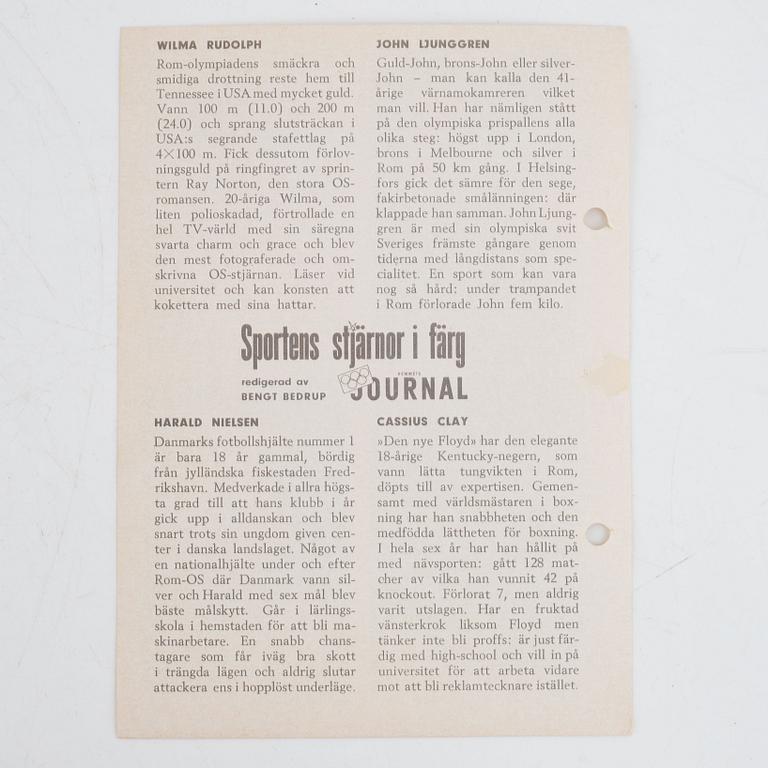 WILMA RUDOLPH
Rom-olympiadens smäckra och
smidiga drottning reste hem till
Tennessee i USA med mycket guld.
Vann 100 m (11.0) och 200 m
(24.0) och sprang slutsträckan i
USA:s segrande stafettlag på
4×100 m. Fick dessutom förlov-
ningsguld på ringfingret av sprin-
tern Ray Norton, den stora OS-
romansen. 20-åriga Wilma, som
liten polioskadad, förtrollade en
hel TV-värld med sin säregna
svarta charm och grace och blev
den mest fotograferade och om-
skrivna OS-stjärnan. Läser vid
universitet och kan konsten att
kokettera med sina hattar.
JOHN LJUNGGREN
Guld-John, brons-John eller silver-
John – man kan kalla den 41-
årige värnamokamreren vilket
man vill. Han har nämligen stått
på den olympiska prispallens alla
olika steg: högst upp i London,
brons i Melbourne och silver i
Rom på 50 km gång. I Helsing-
fors gick det sämre för den sege,
fakirbetonade smålänningen: där
klappade han samman. John Ljung-
gren är med sin olympiska svit
Sveriges främste gångare genom
tiderna med långdistans som spe-
cialitet. En sport som kan vara
nog så hård: under trampandet
i Rom förlorade John fem kilo.
Sportens stjärnor i färg
redigerad av
BENGT BEDRUP
HEMMETS
JOURNAL
HARALD NIELSEN
Danmarks fotbollshjälte nummer 1
är bara 18 år gammal, bördig
från jylländska fiskestaden Fred-
rikshavn. Medverkade i allra högs-
ta grad till att hans klubb i år
gick upp i alldanskan och blev
snart trots sin ungdom given cen-
ter i danska landslaget. Något av
en nationalhjälte under och efter
Rom-OS där Danmark vann sil-
ver och Harald med sex mål blev
bäste målskytt. Går i lärlings-
skola i hemstaden för att bli ma-
skinarbetare. En snabb chans-
tagare som får iväg bra skott
i trängda lägen och aldrig slutar
attackera ens i hopplöst underläge.
CASSIUS CLAY
»Den nye Floyd» har den elegante
18-årige Kentucky-negern, som
vann lätta tungvikten i Rom,
döpts till av expertisen. Gemen-
samt med världsmästaren i box-
ning har han snabbheten och den
medfödda lättheten för boxning.
I hela sex år har han hållit på
med nävsporten: gått 128 mat-
cher av vilka han vunnit 42 på
knockout. Förlorat 7, men aldrig
varit utslagen. Har en fruktad
vänsterkrok liksom Floyd men
tänker inte bli proffs: är just fär-
dig med high-school och vill in på
universitet för att arbeta vidare
mot att bli reklamtecknare istället.